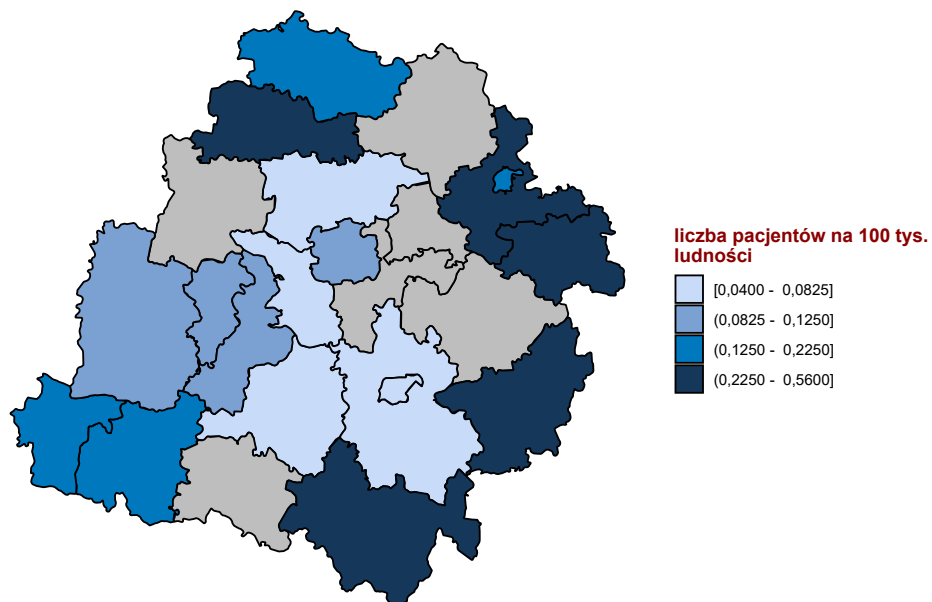 liczba pacjentów na 100 tys.
ludności
[0,0400 - 0,0825]
(0,0825 - 0,1250]
(0,1250 - 0,2250]
(0,2250 - 0,5600]